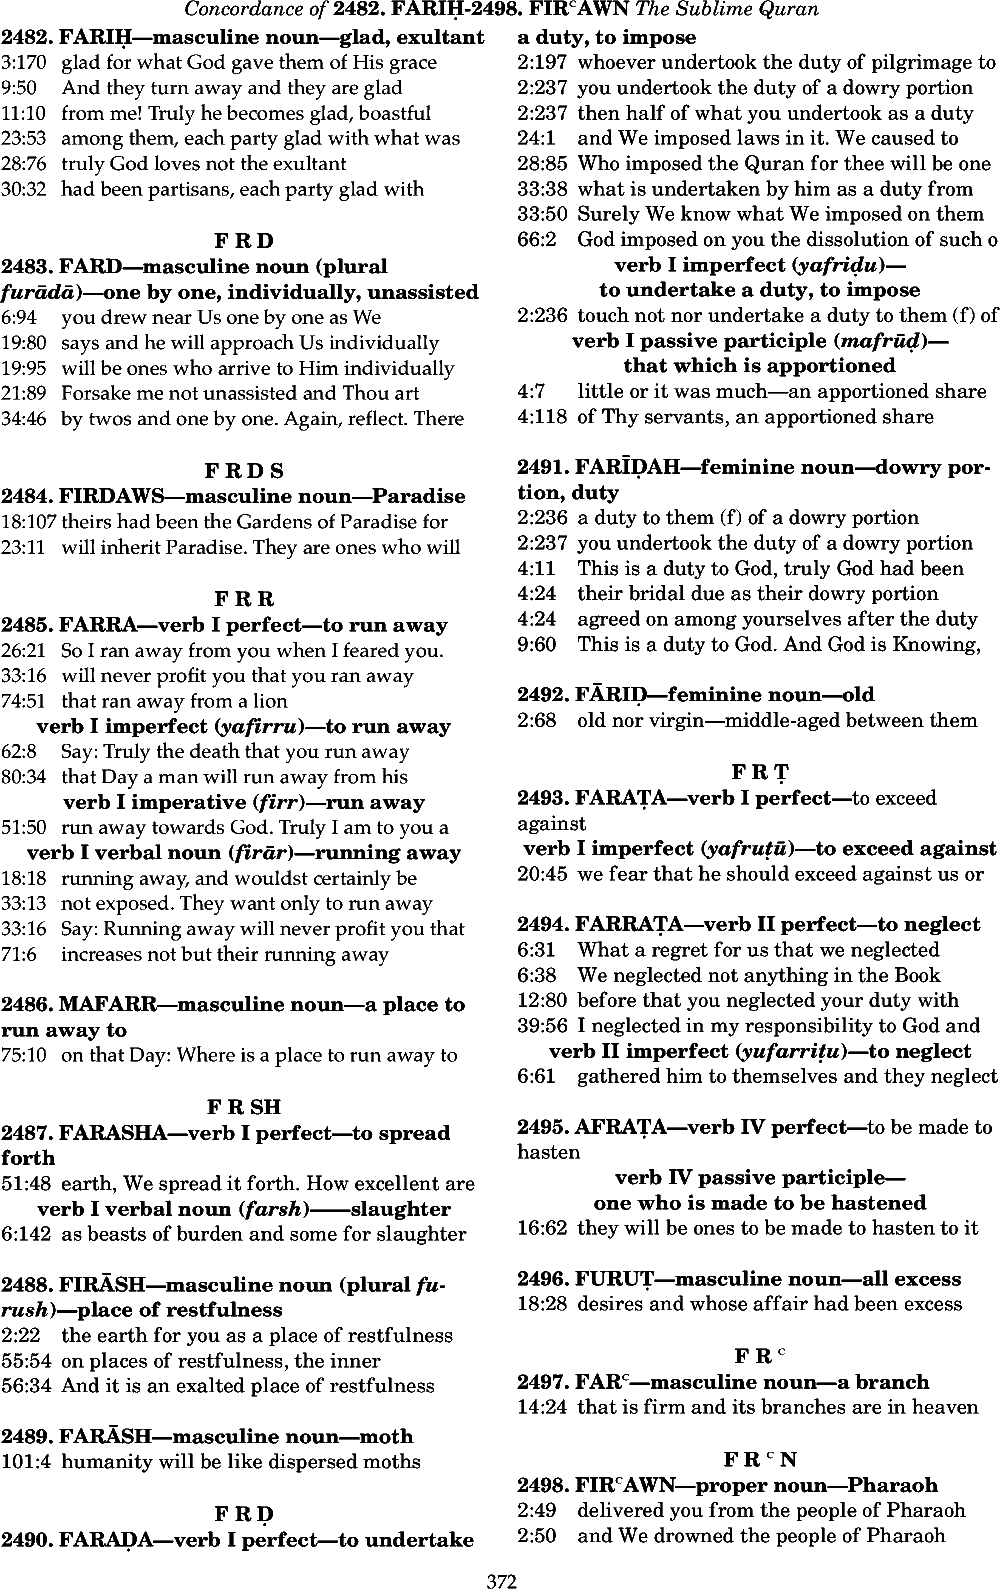 Concordance of 2482. FARIḤ-2498. FIRᶜAWN The Sublime Quran
2482. FARIḤ—masculine noun—glad, exultant
3:170 glad for what God gave them of His grace
9:50 And they turn away and they are glad
11:10 from me! Truly he becomes glad, boastful
23:53 among them, each party glad with what was
28:76 truly God loves not the exultant
30:32 had been partisans, each party glad with
F R D
2483. FARD—masculine noun (plural
furādā)—one by one, individually, unassisted
6:94 you drew near Us one by one as We
19:80 says and he will approach Us individually
19:95 will be ones who arrive to Him individually
21:89 Forsake me not unassisted and Thou art
34:46 by twos and one by one. Again, reflect. There
F R D S
2484. FIRDAWS—masculine noun—Paradise
18:107 theirs had been the Gardens of Paradise for
23:11 will inherit Paradise. They are ones who will
F R R
2485. FARRA—verb I perfect—to run away
26:21 So I ran away from you when I feared you.
33:16 will never profit you that you ran away
74:51 that ran away from a lion
verb I imperfect (yafirru)—to run away
62:8 Say: Truly the death that you run away
80:34 that Day a man will run away from his
verb I imperative (firr)—run away
51:50 run away towards God. Truly I am to you a
verb I verbal noun (firār)—running away
18:18 running away, and wouldst certainly be
33:13 not exposed. They want only to run away
33:16 Say: Running away will never profit you that
71:6 increases not but their running away
2486. MAFARR—masculine noun—a place to
run away to
75:10 on that Day: Where is a place to run away to
F R SH
2487. FARASHA—verb I perfect—to spread
forth
51:48 earth, We spread it forth. How excellent are
verb I verbal noun (farsh)——slaughter
6:142 as beasts of burden and some for slaughter
2488. FIRĀSH—masculine noun (plural fu-
rush)—place of restfulness
2:22 the earth for you as a place of restfulness
55:54 on places of restfulness, the inner
56:34 And it is an exalted place of restfulness
2489. FARĀSH—masculine noun—moth
101:4 humanity will be like dispersed moths
F R Ḍ
2490. FARAḌA—verb I perfect—to undertake
a duty, to impose
2:197 whoever undertook the duty of pilgrimage to
2:237 you undertook the duty of a dowry portion
2:237 then half of what you undertook as a duty
24:1 and We imposed laws in it. We caused to
28:85 Who imposed the Quran for thee will be one
33:38 what is undertaken by him as a duty from
33:50 Surely We know what We imposed on them
66:2 God imposed on you the dissolution of such o
verb I imperfect (yafriḍu)—
to undertake a duty, to impose
2:236 touch not nor undertake a duty to them (f) of
verb I passive participle (mafrūḍ)—
that which is apportioned
4:7 little or it was much—an apportioned share
4:118 of Thy servants, an apportioned share
2491. FARĪḌAH—feminine noun—dowry por-
tion, duty
2:236 a duty to them (f) of a dowry portion
2:237 you undertook the duty of a dowry portion
4:11 This is a duty to God, truly God had been
4:24 their bridal due as their dowry portion
4:24 agreed on among yourselves after the duty
9:60 This is a duty to God. And God is Knowing,
2492. FĀRIḌ—feminine noun—old
2:68 old nor virgin—middle-aged between them
F R Ṭ
2493. FARAṬA—verb I perfect—to exceed
against
verb I imperfect (yafruṭū)—to exceed against
20:45 we fear that he should exceed against us or
2494. FARRAṬA—verb II perfect—to neglect
6:31 What a regret for us that we neglected
6:38 We neglected not anything in the Book
12:80 before that you neglected your duty with
39:56 I neglected in my responsibility to God and
verb II imperfect (yufarriṭu)—to neglect
6:61 gathered him to themselves and they neglect
2495. AFRAṬA—verb IV perfect—to be made to
hasten
verb IV passive participle—
one who is made to be hastened
16:62 they will be ones to be made to hasten to it
2496. FURUṬ—masculine noun—all excess
18:28 desires and whose affair had been excess
F R ᶜ
2497. FARᶜ—masculine noun—a branch
14:24 that is firm and its branches are in heaven
F R ᶜ N
2498. FIRᶜAWN—proper noun—Pharaoh
2:49 delivered you from the people of Pharaoh
2:50 and We drowned the people of Pharaoh
372